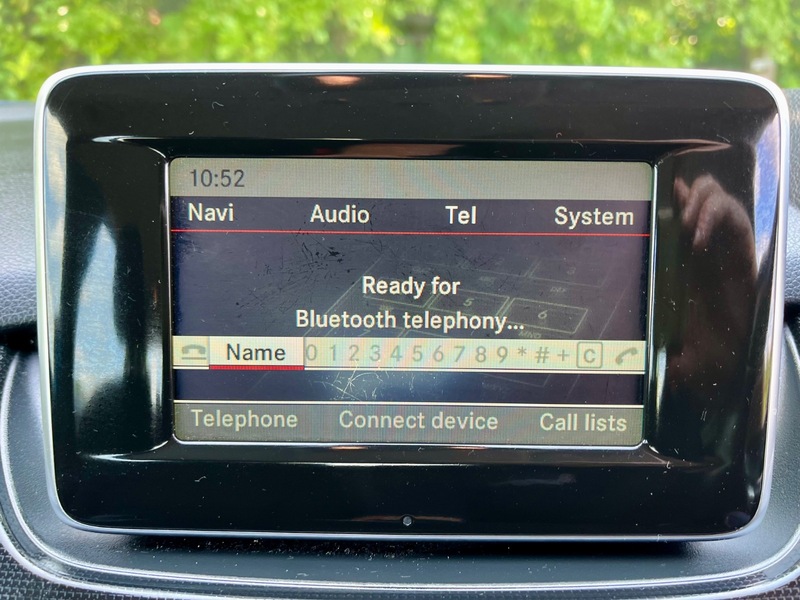 10:52
Navi Audio Tel System
Ready for
Bluetooth telephony...
Name 0 1 2 3 4 5 6 7 8 9 * # + C
Telephone Connect device Call lists